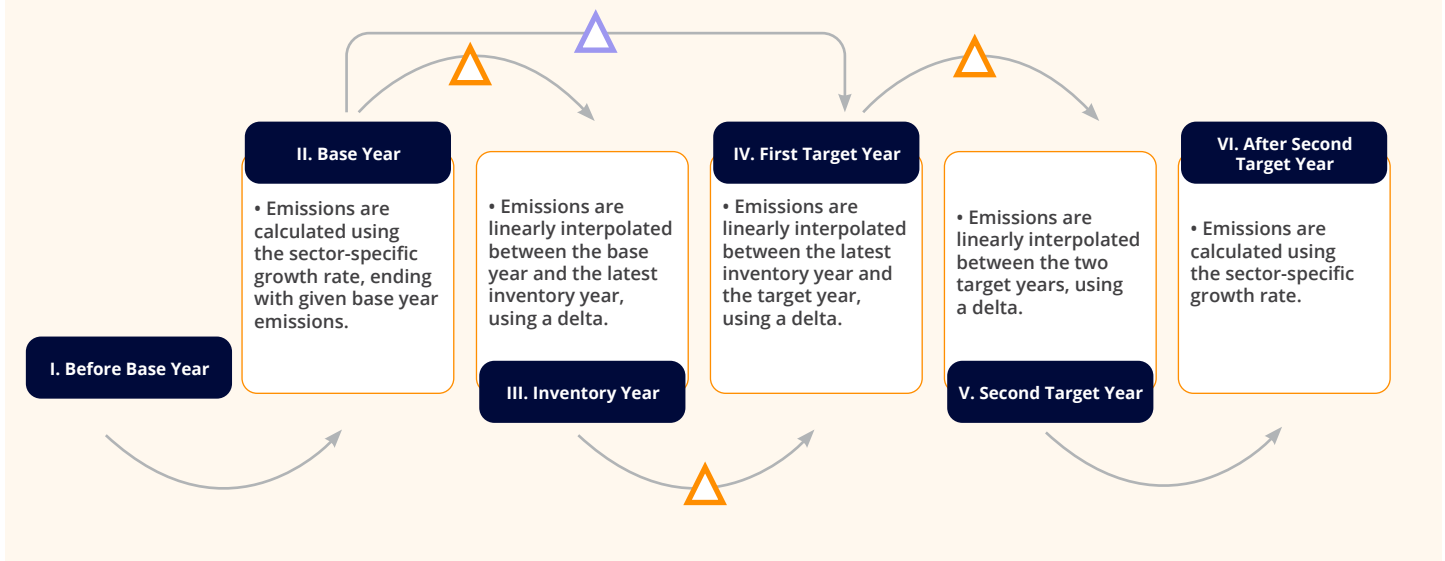 I. Before Base Year
II. Base Year
• Emissions are
calculated using
the sector-specific
growth rate, ending
with given base year
emissions.
• Emissions are
linearly interpolated
between the base
year and the latest
inventory year,
using a delta.
III. Inventory Year
IV. First Target Year
• Emissions are
linearly interpolated
between the latest
inventory year and
the target year,
using a delta.
• Emissions are
linearly interpolated
between the two
target years, using
a delta.
V. Second Target Year
VI. After Second
Target Year
• Emissions are
calculated using
the sector-specific
growth rate.